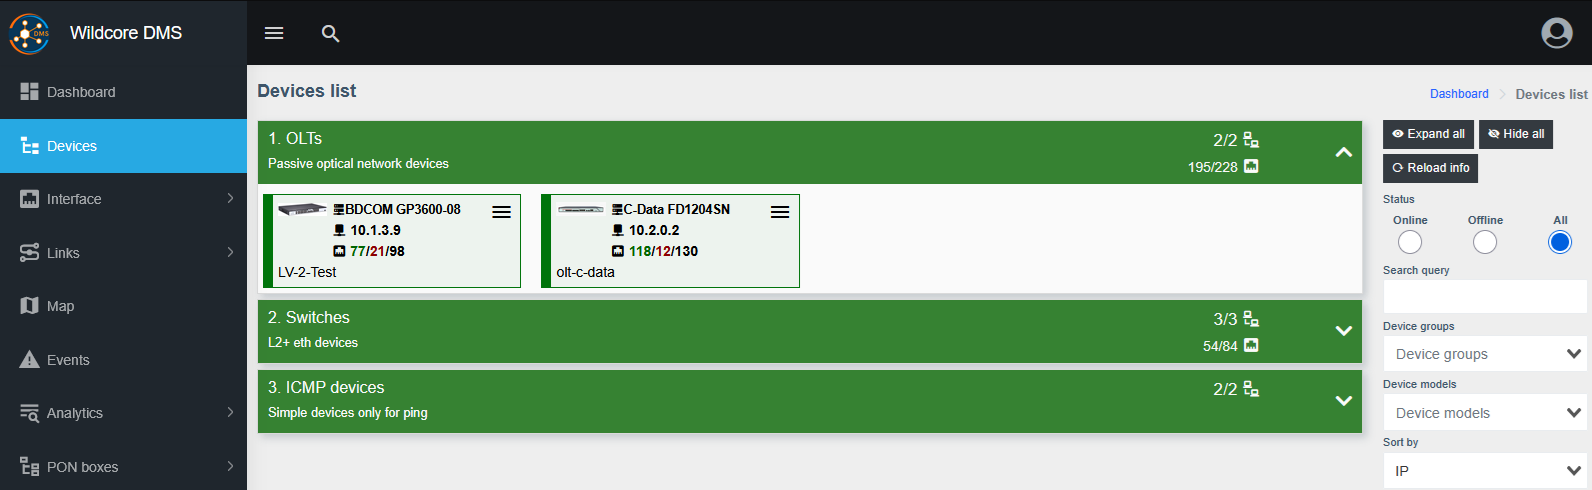 DMS
Wildcore DMS
Dashboard
Devices
Interface
Links
Map
Events
Analytics
PON boxes
Devices list
Dashboard
Devices list
1. OLTs
2/2
Passive optical network devices
195/228
BDCOM GP3600-08
10.1.3.9
77/21/98
LV-2-Test
C-Data FD1204SN
10.2.0.2
118/12/130
olt-c-data
2. Switches
3/3
L2+ eth devices
54/84
3. ICMP devices
2/2
Simple devices only for ping
Expand all
Hide all
Reload info
Status
Online
Offline
All
Search query
Device groups
Device groups
Device models
Device models
Sort by
IP